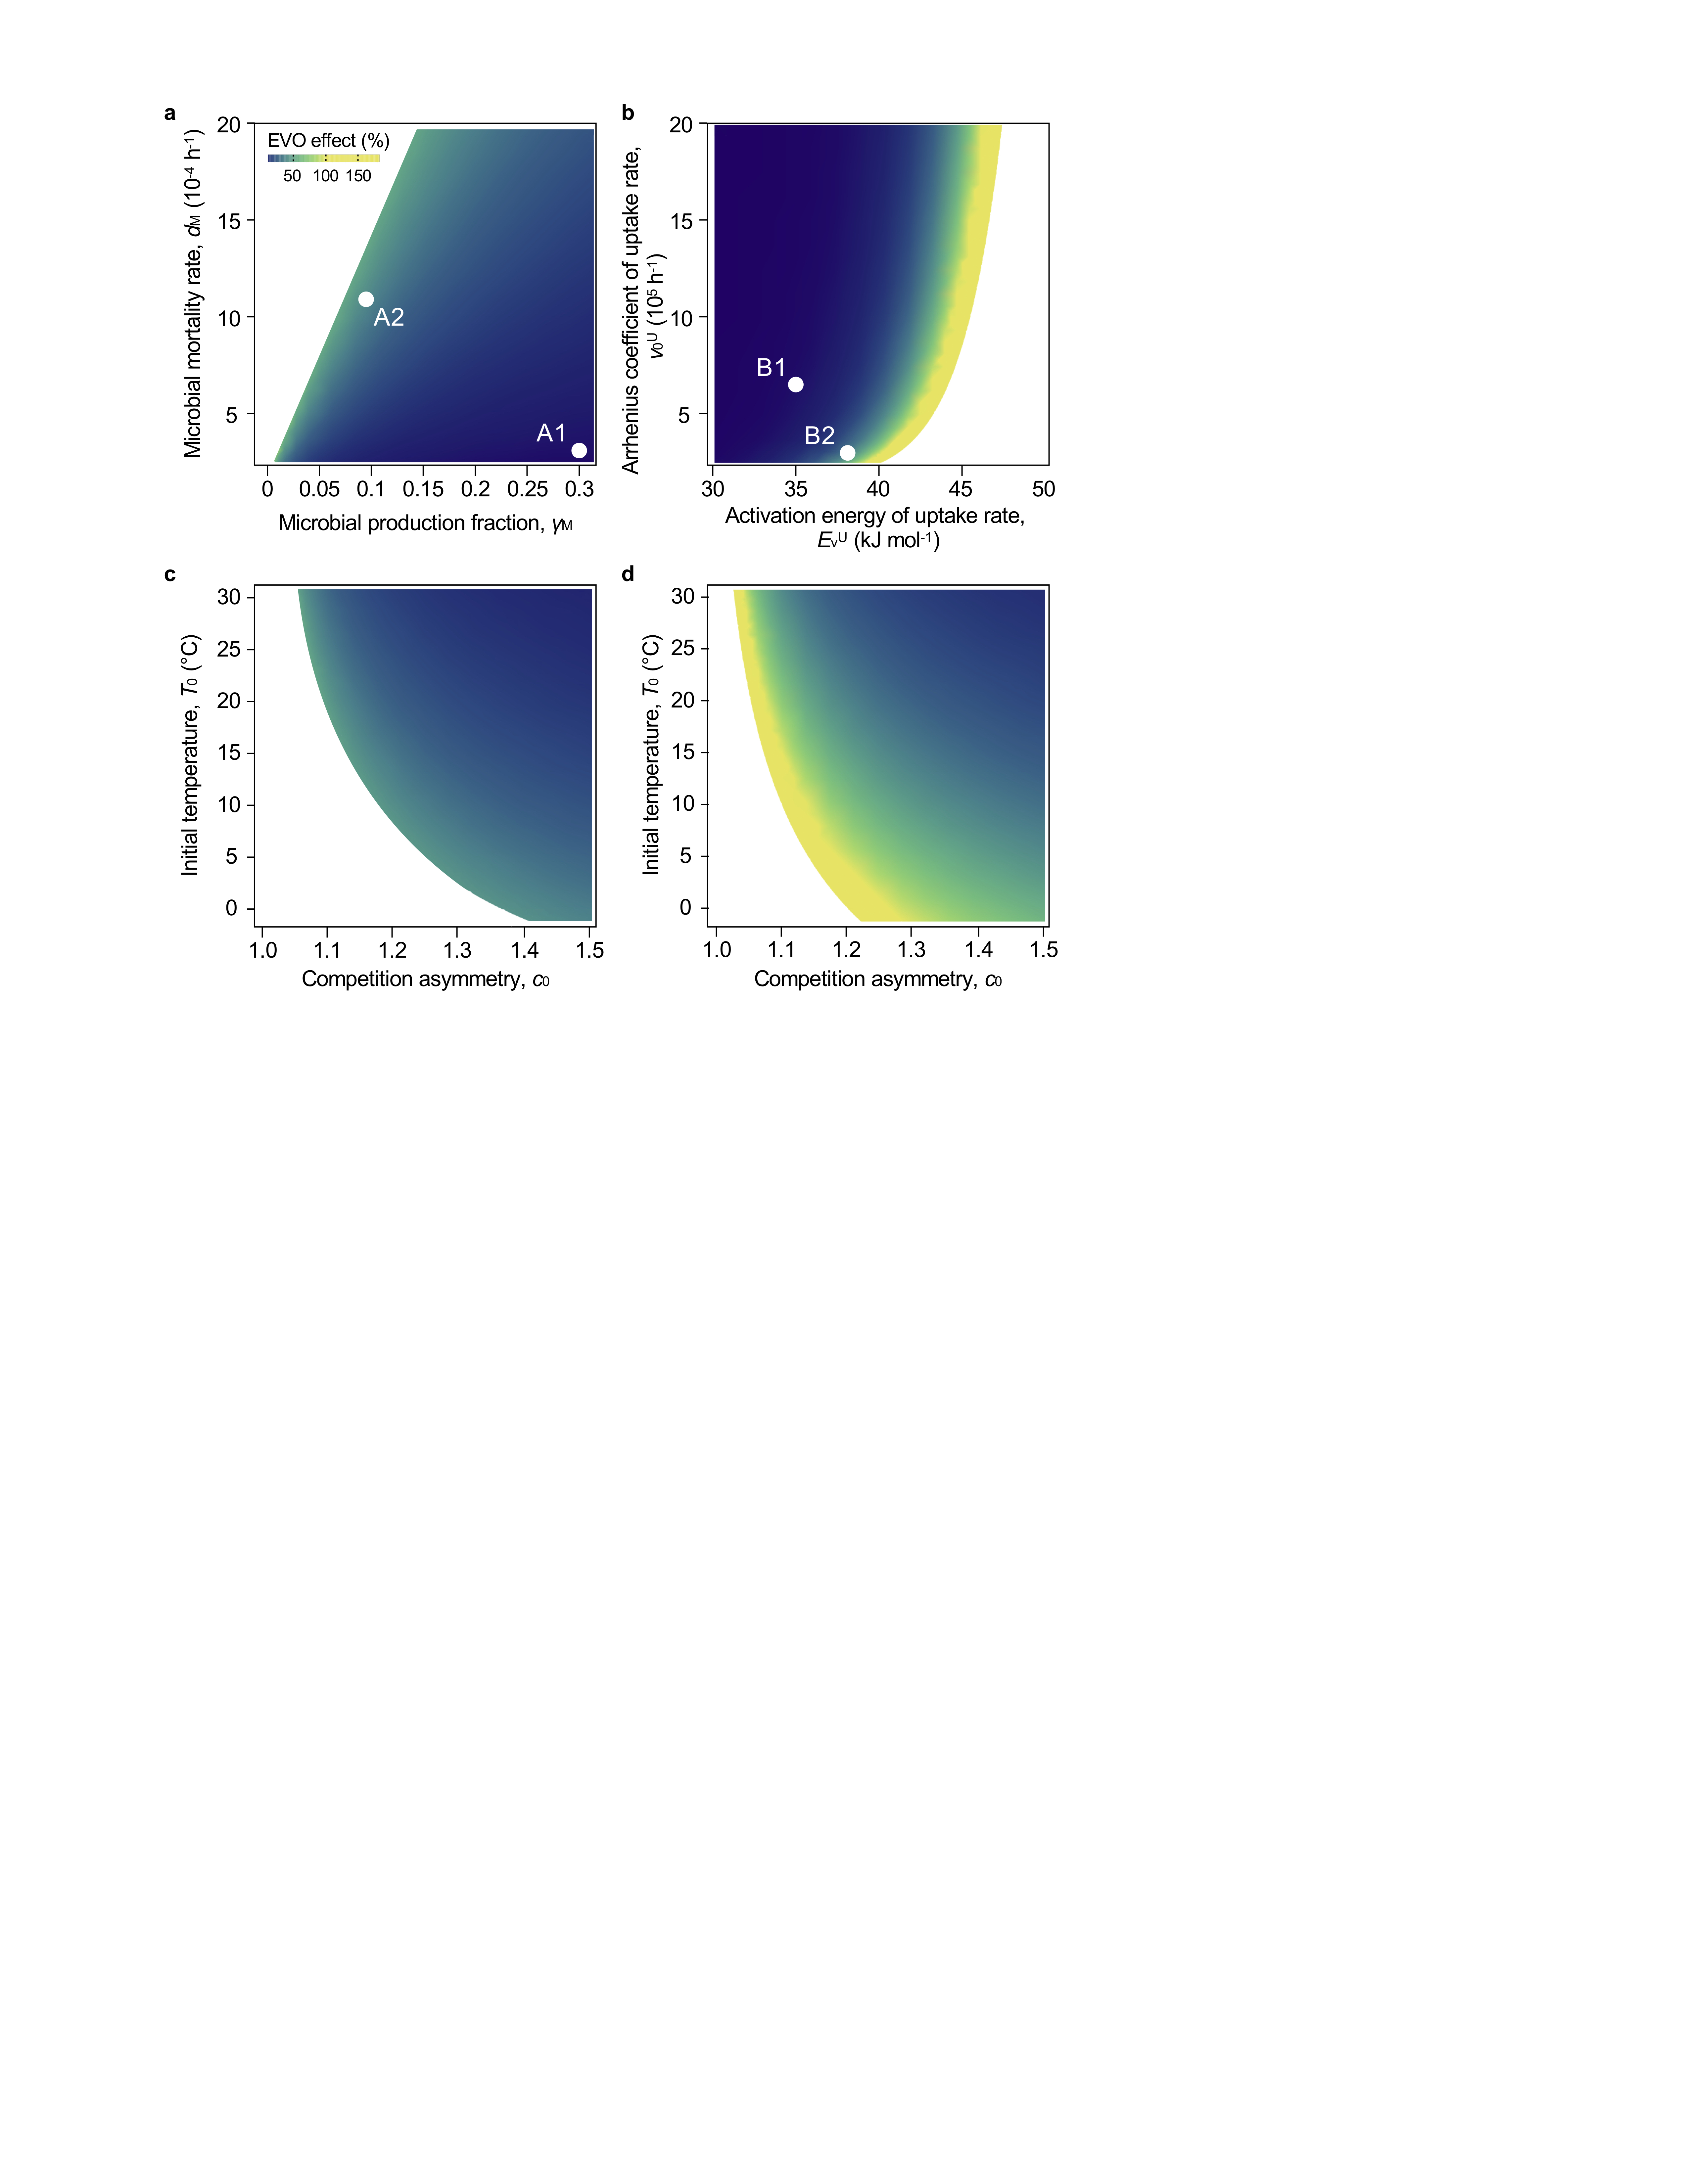 a
Microbial mortality rate, dM (10-4 h-1)
20
15
10
5
EVO effect (%)
50 100 150
A2
A1
0 0.05 0.1 0.15 0.2 0.25 0.3
Microbial production fraction, γM
b
Arrhenius coefficient of uptake rate,
v0U (105 h-1)
20
15
10
5
B1
B2
30 35 40 45 50
Activation energy of uptake rate,
EvU (kJ mol-1)
c
Initial temperature, T0 (°C)
30
25
20
15
10
5
0
1.0 1.1 1.2 1.3 1.4 1.5
Competition asymmetry, c0
d
Initial temperature, T0 (°C)
30
25
20
15
10
5
0
1.0 1.1 1.2 1.3 1.4 1.5
Competition asymmetry, c0